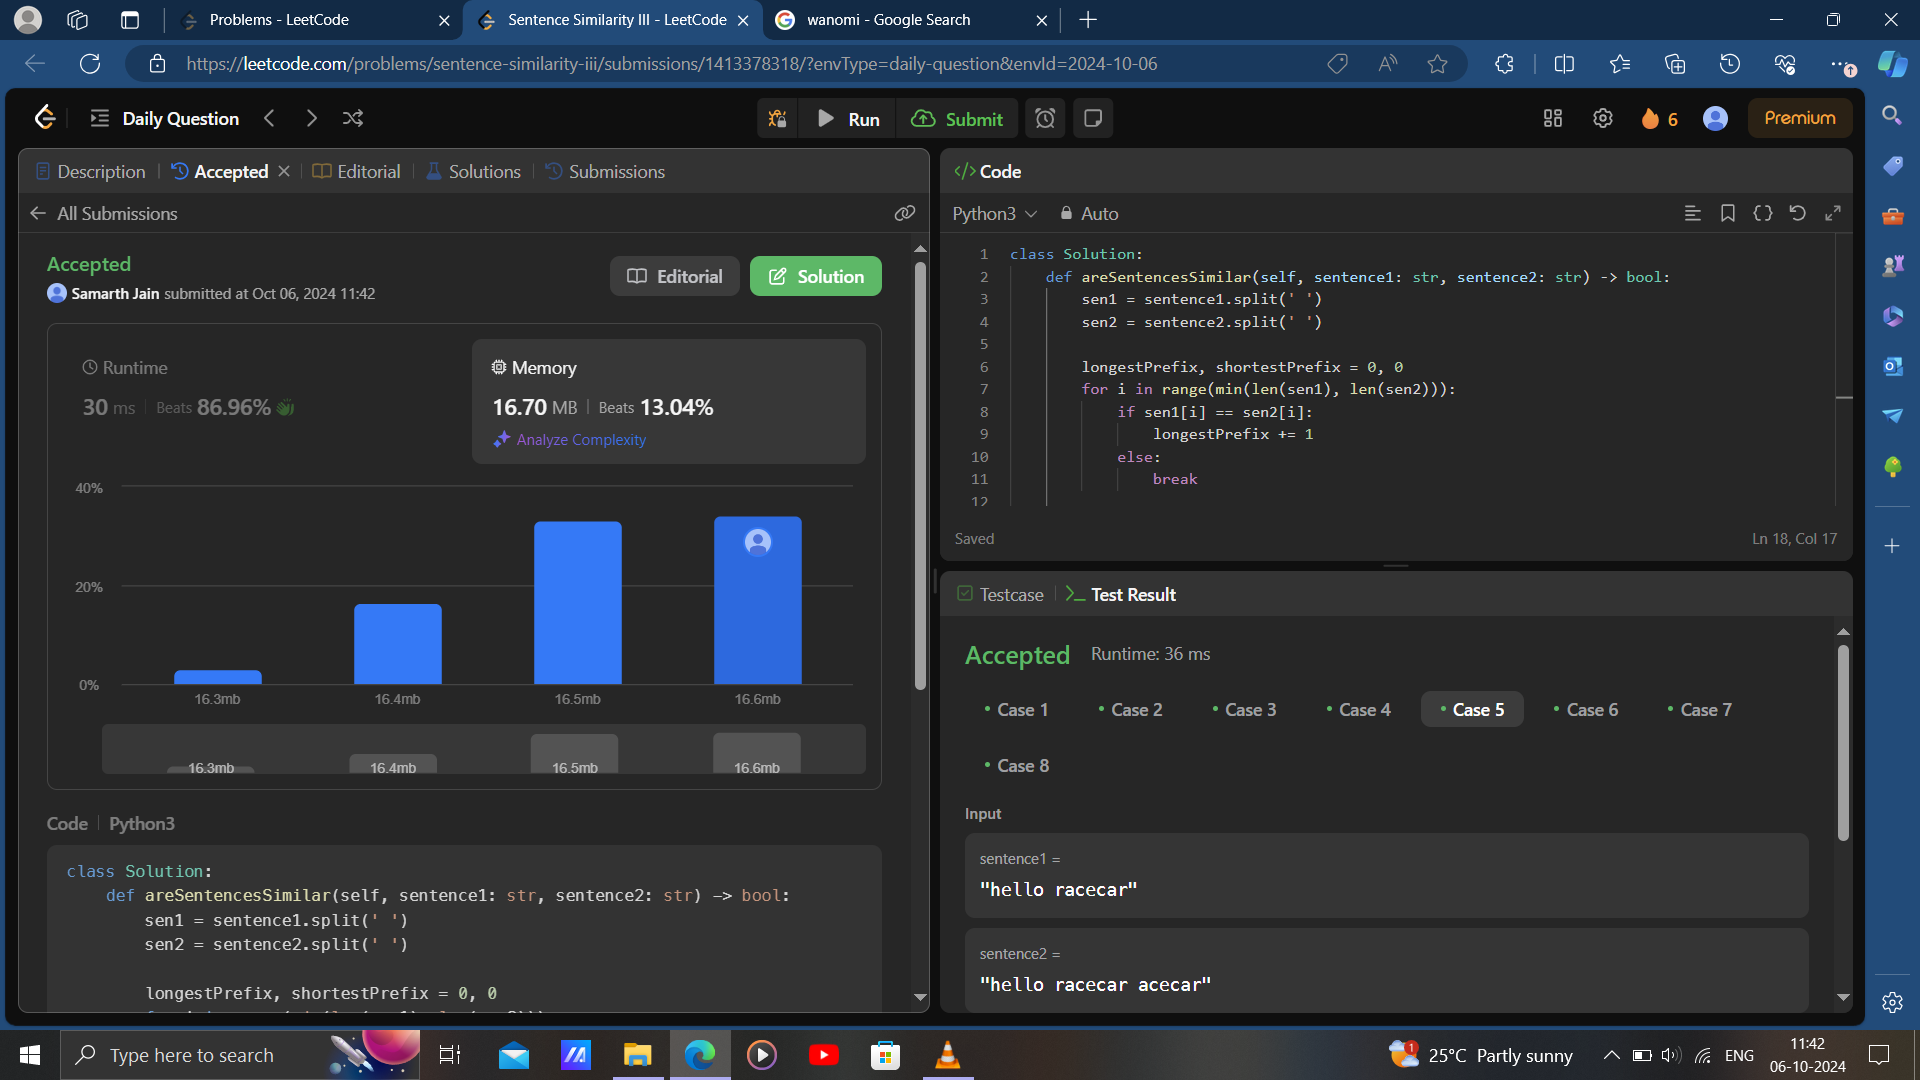 Problems - LeetCode
Sentence Similarity III - LeetCode
wanomi - Google Search
https://leetcode.com/problems/sentence-similarity-iii/submissions/1413378318/?envType=daily-question&envId=2024-10-06
Daily Question
Run
Submit
6
Premium
Description
Accepted
Editorial
Solutions
Submissions
All Submissions
Accepted
Samarth Jain submitted at Oct 06, 2024 11:42
Editorial
Solution
Runtime
30 ms Beats 86.96%
Memory
16.70 MB Beats 13.04%
Analyze Complexity
40%
20%
0%
16.3mb 16.4mb 16.5mb 16.6mb
16.3mb 16.4mb 16.5mb 16.6mb
Code Python3
class Solution:
def areSentencesSimilar(self, sentence1: str, sentence2: str) -> bool:
sen1 = sentence1.split(' ')
sen2 = sentence2.split(' ')
longestPrefix, shortestPrefix = 0, 0
</> Code
Python3
Auto
1 class Solution:
2 def areSentencesSimilar(self, sentence1: str, sentence2: str) -> bool:
3 sen1 = sentence1.split(' ')
4 sen2 = sentence2.split(' ')
5
6 longestPrefix, shortestPrefix = 0, 0
7 for i in range(min(len(sen1), len(sen2))):
8 if sen1[i] == sen2[i]:
9 longestPrefix += 1
10 else:
11 break
12
Saved
Ln 18, Col 17
Testcase
Test Result
Accepted Runtime: 36 ms
Case 1 Case 2 Case 3 Case 4 Case 5 Case 6 Case 7
Case 8
Input
sentence1 =
"hello racecar"
sentence2 =
"hello racecar acecar"
Type here to search
1
25°C Partly sunny
ENG
11:42
06-10-2024